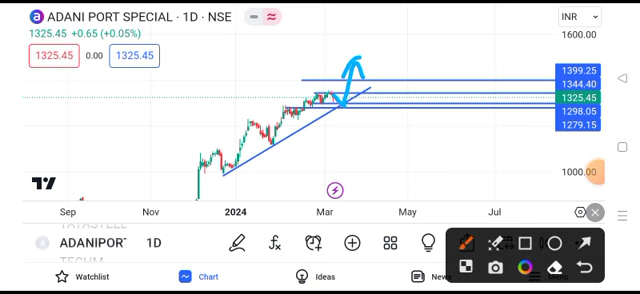 a ADANI PORT SPECIAL · 1D · NSE
INR
1325.45 +0.65 (+0.05%)
1600.00
1325.45 0.00 1325.45
1399.25
1344.40
1325.45
1298.05
1279.15
1000.00
Sep Nov 2024 Mar May Jul
TATASTEEL
ADANIPORT 1D
TECHM
Watchlist Chart Ideas News